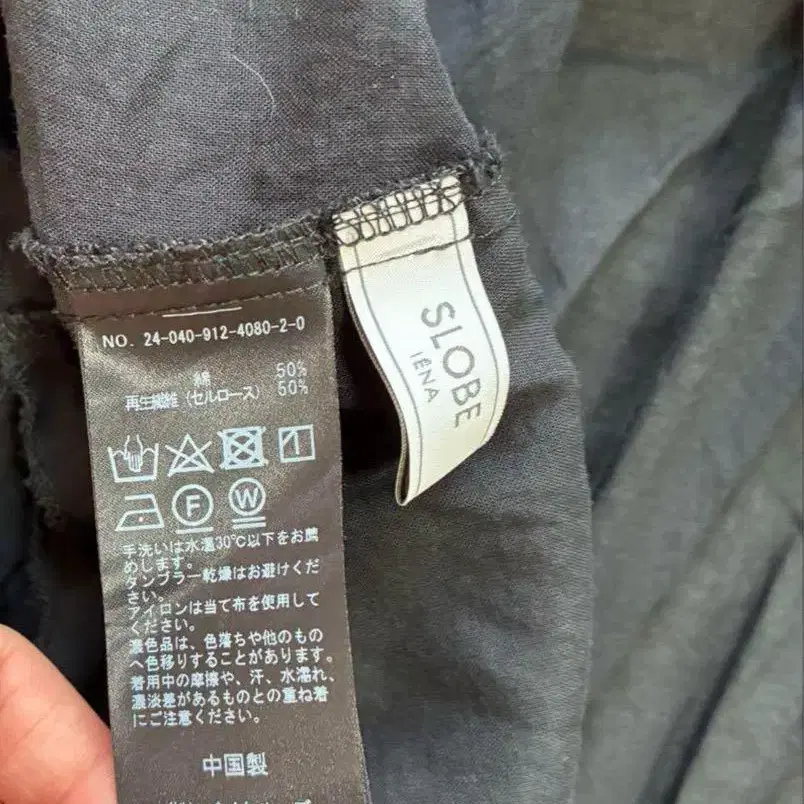 NO. 24-040-912-4080-2-0
綿 50%
再生繊維 (セルロース) 50%
F
W
手洗いは水温30℃以下をお薦
めします。
タンブラー乾燥はお避けくだ
さい。
アイロンは当て布を使用して
ください。
濃色品は、色落ちや他のもの
へ色移りすることがあります。
着用中の摩擦や、汗、水濡れ、
濃淡差があるものとの重ね着
にご注意ください。
中国製
SLOBE
IÉNA